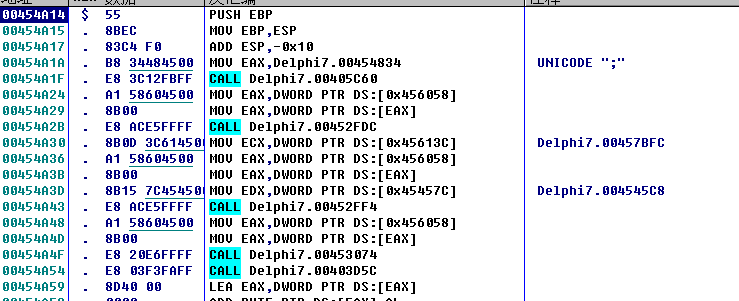 00454A14 $ 55 PUSH EBP
00454A15 . 8BEC MOV EBP,ESP
00454A17 . 83C4 F0 ADD ESP,-0x10
00454A1A . B8 34484500 MOV EAX,Delphi7.00454834 UNICODE ";"
00454A1F . E8 3C12FBFF CALL Delphi7.00405C60
00454A24 . A1 58604500 MOV EAX,DWORD PTR DS:[0x456058]
00454A29 . 8B00 MOV EAX,DWORD PTR DS:[EAX]
00454A2B . E8 ACE5FFFF CALL Delphi7.00452FDC
00454A30 . 8B0D 3C614500 MOV ECX,DWORD PTR DS:[0x45613C] Delphi7.00457BFC
00454A36 . A1 58604500 MOV EAX,DWORD PTR DS:[0x456058]
00454A3B . 8B00 MOV EAX,DWORD PTR DS:[EAX]
00454A3D . 8B15 7C454500 MOV EDX,DWORD PTR DS:[0x45457C] Delphi7.004545C8
00454A43 . E8 ACE5FFFF CALL Delphi7.00452FF4
00454A48 . A1 58604500 MOV EAX,DWORD PTR DS:[0x456058]
00454A4D . 8B00 MOV EAX,DWORD PTR DS:[EAX]
00454A4F . E8 20E6FFFF CALL Delphi7.00453074
00454A54 . E8 03F3FAFF CALL Delphi7.00403D5C
00454A59 . 8D40 00 LEA EAX,DWORD PTR DS:[EAX]